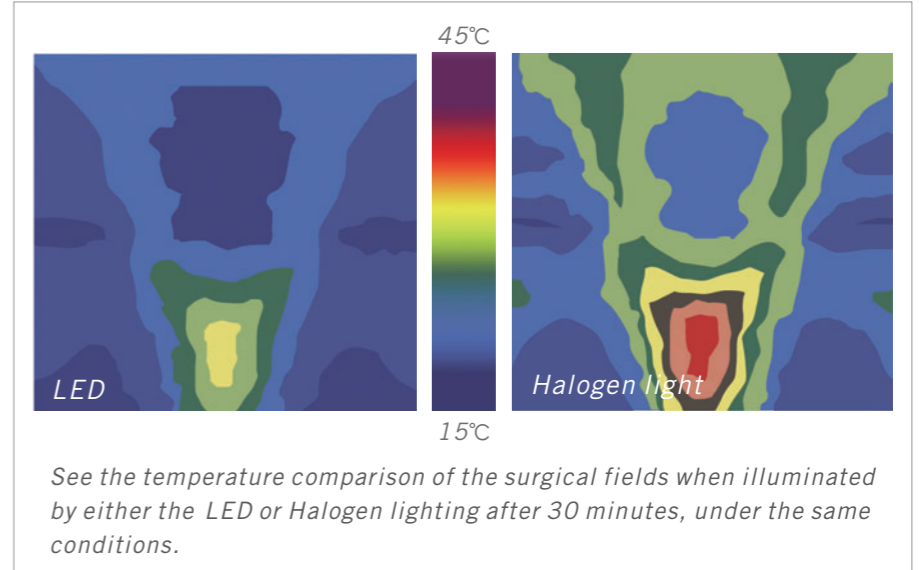 45℃
LED
Halogen light
15℃
See the temperature comparison of the surgical fields when illuminated
by either the LED or Halogen lighting after 30 minutes, under the same
conditions.